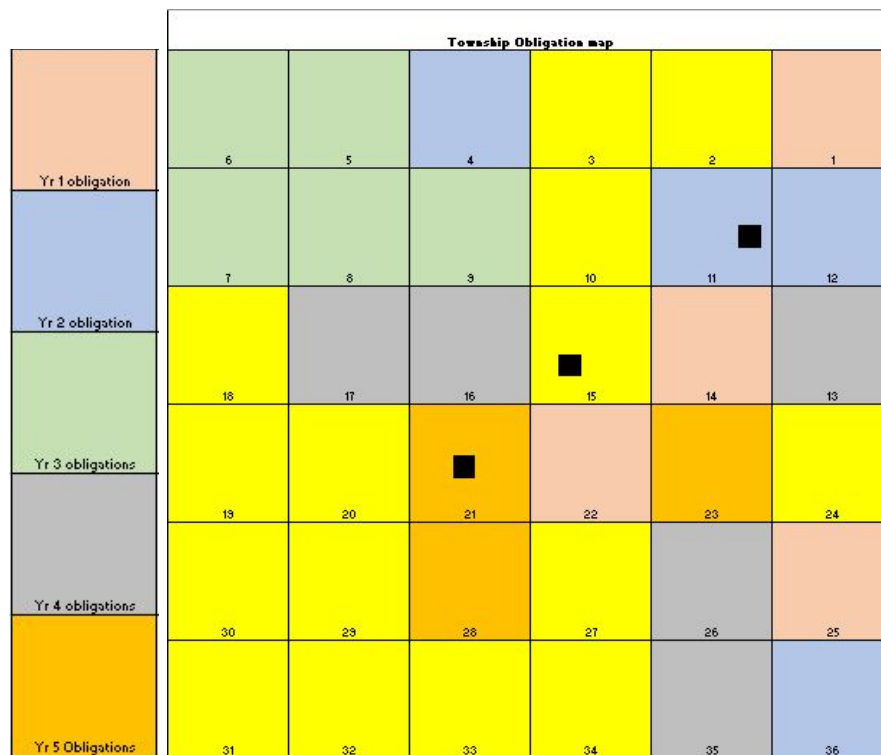 Township Obligation map
6 5 4 3 2 1
Yr 1 obligation
7 8 9 10 11 12
Yr 2 obligation
18 17 16 15 14 13
Yr 3 obligations
19 20 21 22 23 24
Yr 4 obligations
30 29 28 27 26 25
Yr 5 Obligations
31 32 33 34 35 36